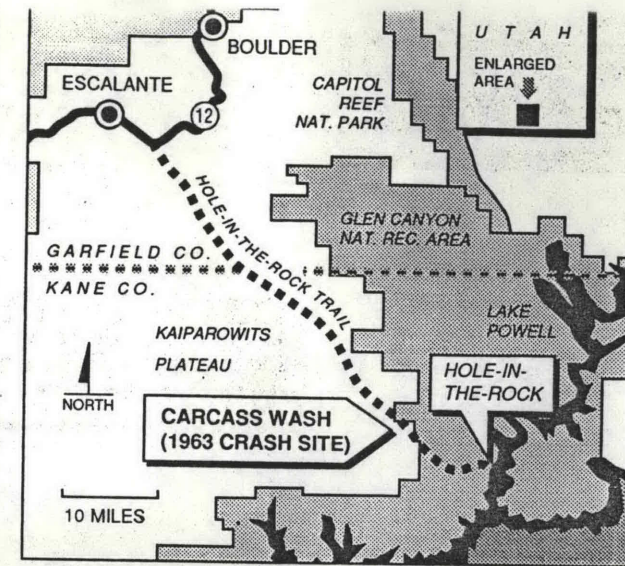 BOULDER
ESCALANTE
12
CAPITOL
REEF
NAT. PARK
UTAH
ENLARGED
AREA
HOLE-IN-THE-ROCK TRAIL
GLEN CANYON
NAT. REC. AREA
GARFIELD CO.
KANE CO.
LAKE
POWELL
KAIPAROWITS
PLATEAU
HOLE-IN-
THE-ROCK
NORTH
CARCASS WASH
(1963 CRASH SITE)
10 MILES